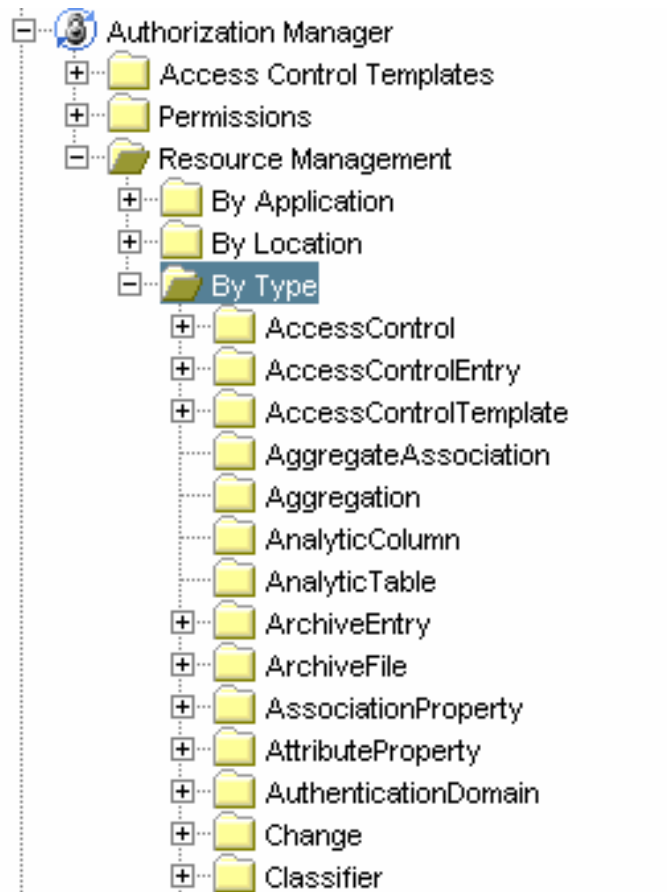 Authorization Manager
Access Control Templates
Permissions
Resource Management
By Application
By Location
By Type
AccessControl
AccessControlEntry
AccessControlTemplate
AggregateAssociation
Aggregation
AnalyticColumn
AnalyticTable
ArchiveEntry
ArchiveFile
AssociationProperty
AttributeProperty
AuthenticationDomain
Change
Classifier